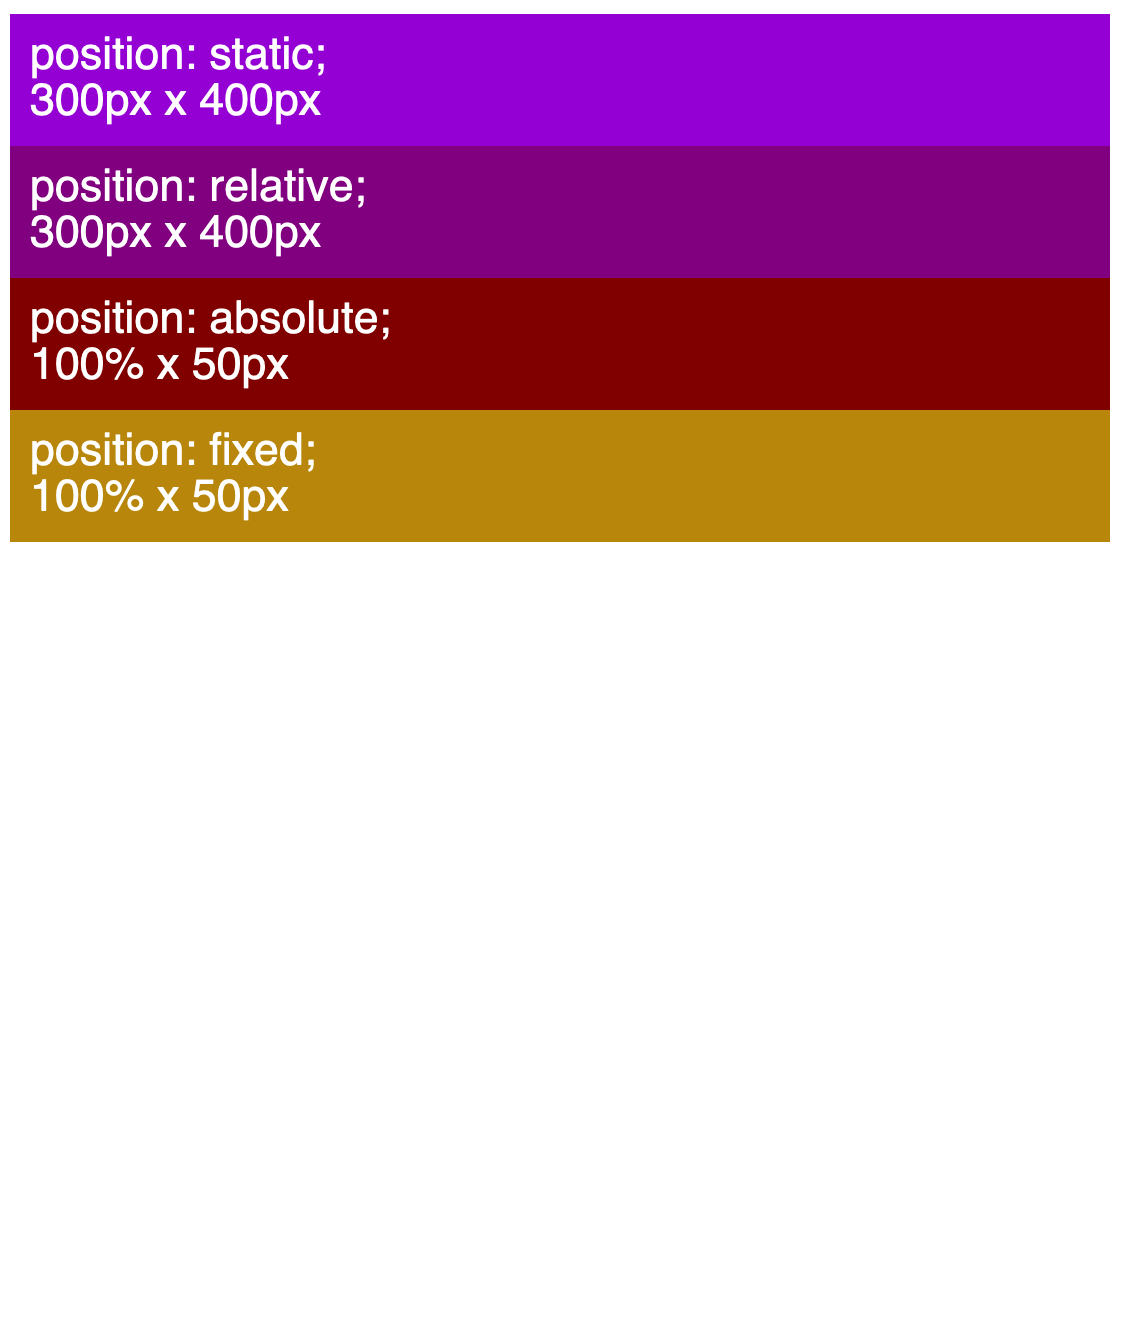 position: static;
300px x 400px
position: relative;
300px x 400px
position: absolute;
100% x 50px
position: fixed;
100% x 50px